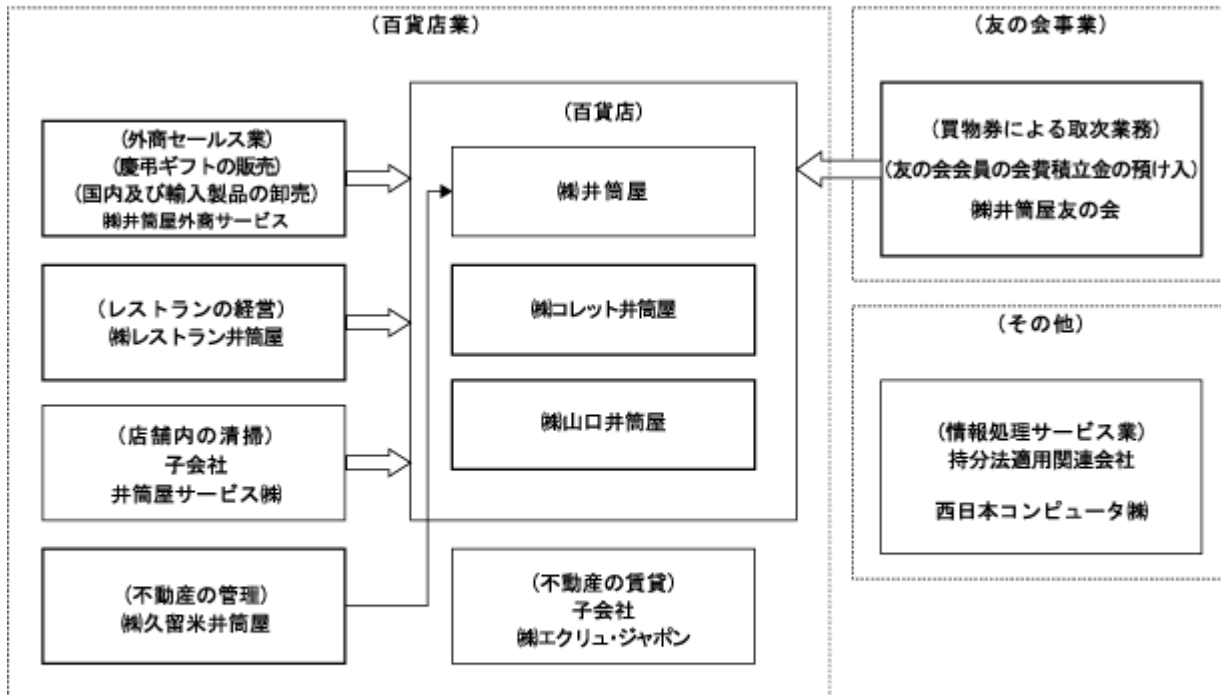 (百貨店業)
(外商セールス業)
(慶弔ギフトの販売)
(国内及び輸入製品の卸売)
㈱井筒屋外商サービス
(レストランの経営)
㈱レストラン井筒屋
(店舗内の清掃)
子会社
井筒屋サービス㈱
(不動産の管理)
㈱久留米井筒屋
(百貨店)
㈱井筒屋
㈱コレット井筒屋
㈱山口井筒屋
(不動産の賃貸)
子会社
㈱エクリュ・ジャポン
(友の会事業)
(買物券による取次業務)
(友の会会員の会費積立金の預け入)
㈱井筒屋友の会
(その他)
(情報処理サービス業)
持分法適用関連会社
西日本コンピュータ㈱